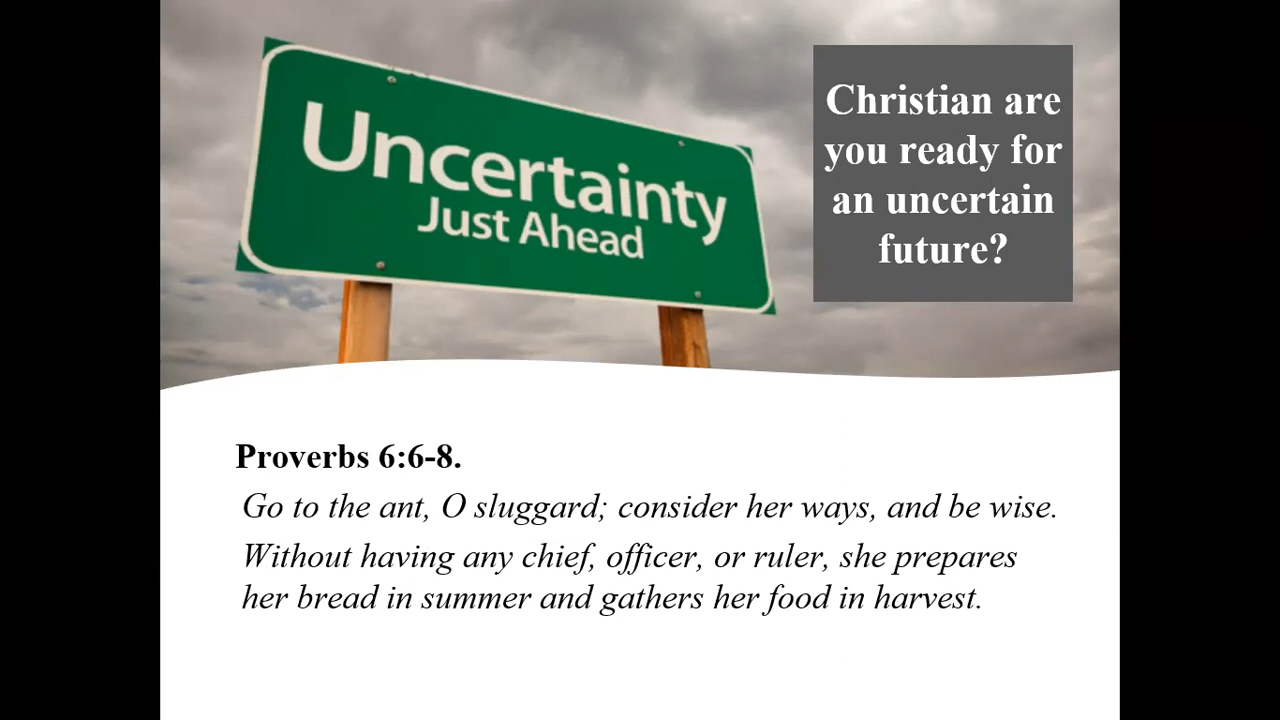 Uncertainty
Just Ahead
Christian are
you ready for
an uncertain
future?
Proverbs 6:6-8.
Go to the ant, O sluggard; consider her ways, and be wise.
Without having any chief, officer, or ruler, she prepares
her bread in summer and gathers her food in harvest.